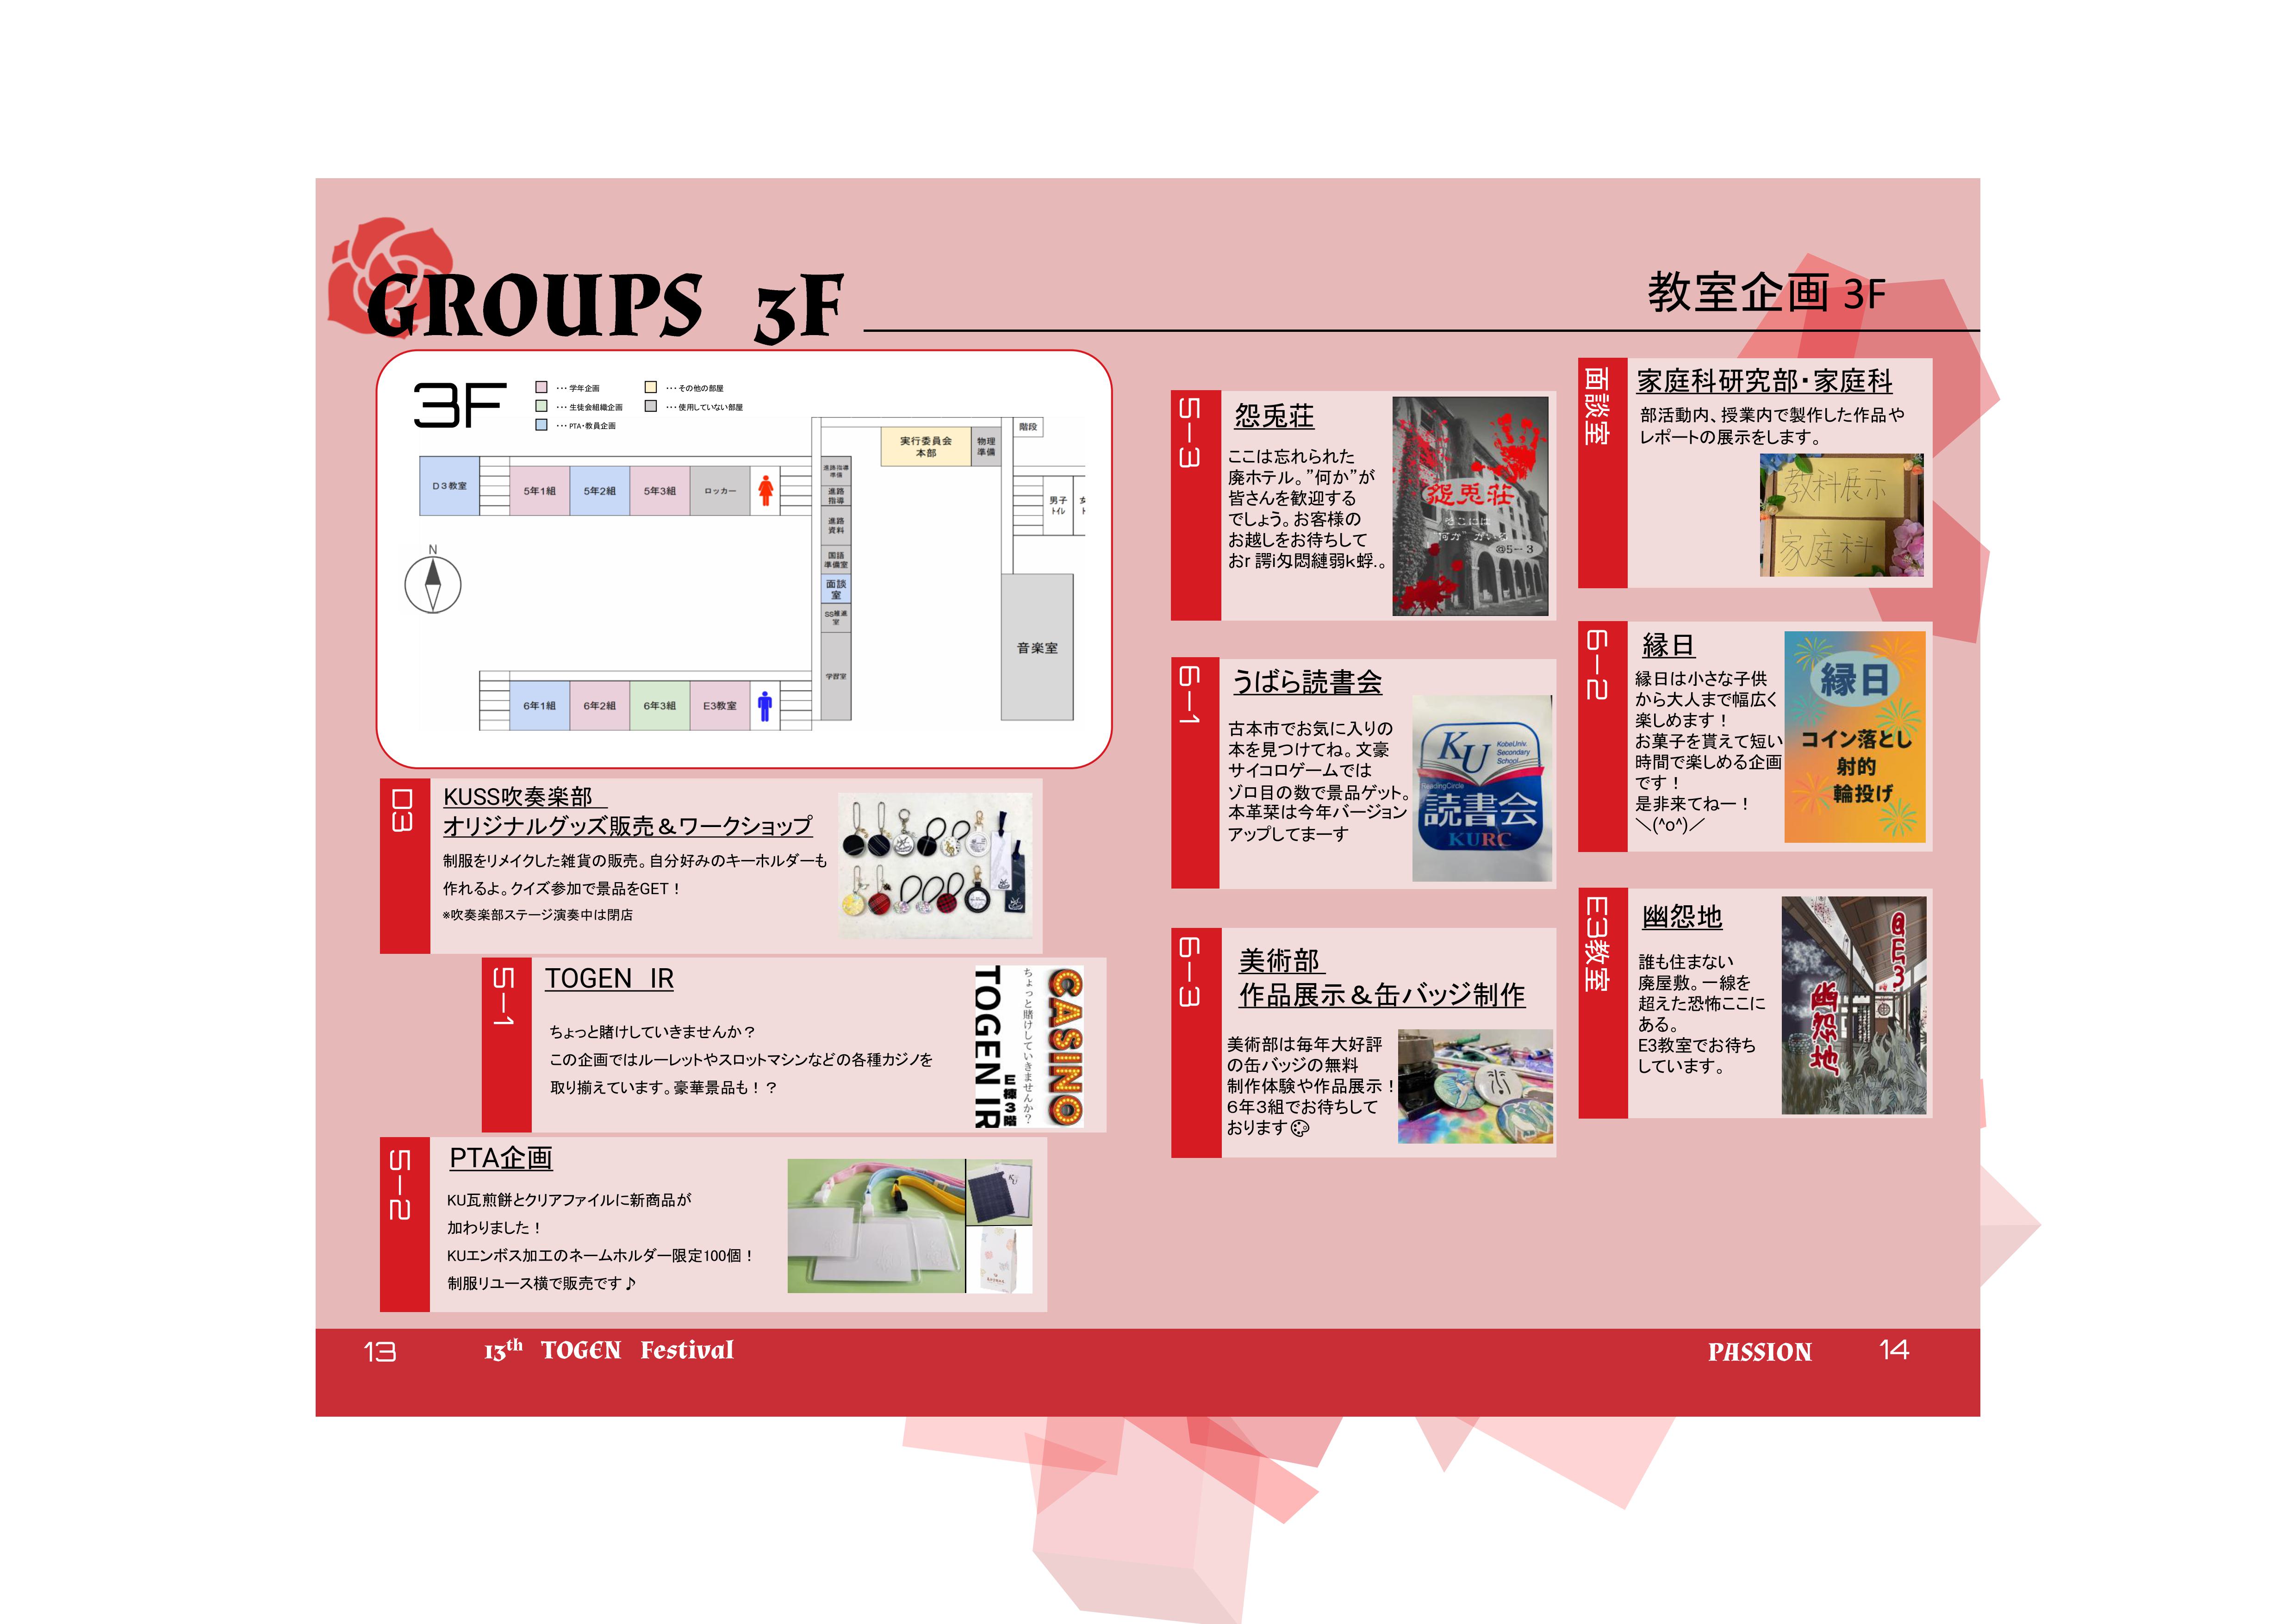 GROUPS 3F
教室企画 3F
3F
・・・学年企画
・・・その他の部屋
・・・生徒会組織企画
・・・使用していない部屋
・・・PTA・教員企画
D3教室
5年1組
5年2組
5年3組
ロッカー
進路指導
準備
進路
指導
進路
資料
国語
準備室
面談
室
SS推進
室
学習室
実行委員会
本部
物理
準備
階段
男子
トイレ
音楽室
N
6年1組
6年2組
6年3組
E3教室
D3
KUSS吹奏楽部
オリジナルグッズ販売＆ワークショップ
制服をリメイクした雑貨の販売。自分好みのキーホルダーも
作れるよ。クイズ参加で景品をGET！
※吹奏楽部ステージ演奏中は閉店
5－1
TOGEN IR
ちょっと賭けしていきませんか？
この企画ではルーレットやスロットマシンなどの各種カジノを
取り揃えています。豪華景品も！？
CASINO
ちょっと賭けしていきませんか？
E棟3階
TOGEN IR
5－2
PTA企画
KU瓦煎餅とクリアファイルに新商品が
加わりました！
KUエンボス加工のネームホルダー限定100個！
制服リユース横で販売です♪
5－3
怨兎荘
ここは忘れられた
廃ホテル。”何か”が
皆さんを歓迎する
でしょう。お客様の
お越しをお待ちして
怨兎荘
@5－3
6－1
うばら読書会
古本市でお気に入りの
本を見つけてね。文豪
サイコロゲームでは
ゾロ目の数で景品ゲット。
本革栞は今年バージョン
アップしてまーす
KU
KobeUniv.
Secondary
School
ReadingCircle
読書会
KURC
6－3
美術部
作品展示＆缶バッジ制作
美術部は毎年大好評
の缶バッジの無料
制作体験や作品展示！
6年3組でお待ちして
おります🎨
面談室
家庭科研究部・家庭科
部活動内、授業内で製作した作品や
レポートの展示をします。
教科展示
家庭科
6－2
縁日
縁日は小さな子供
から大人まで幅広く
楽しめます！
お菓子を貰えて短い
時間で楽しめる企画
です！
是非来てねー！
＼(^o^)／
縁日
コイン落とし
射的
輪投げ
E3教室
幽怨地
誰も住まない
廃屋敷。一線を
超えた恐怖ここに
ある。
E3教室でお待ち
しています。
@E3
幽怨地
13
13th TOGEN Festival
PASSION
14